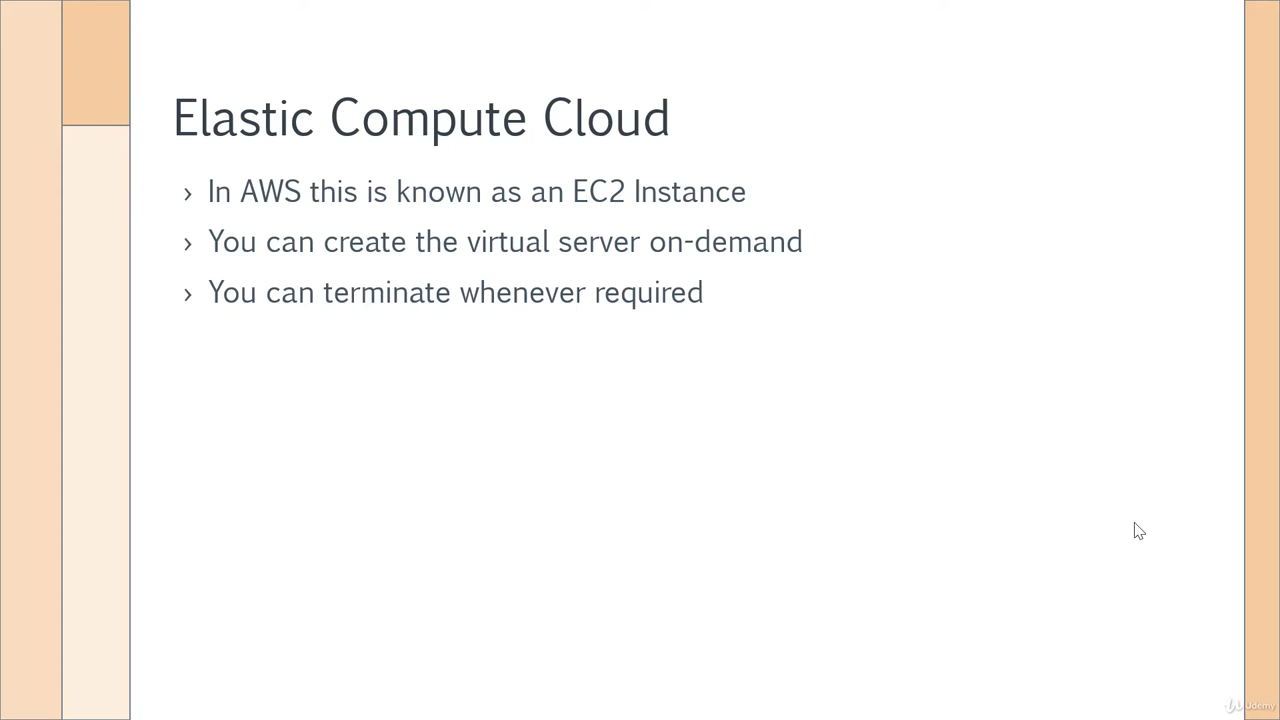 Elastic Compute Cloud
› In AWS this is known as an EC2 Instance
› You can create the virtual server on-demand
› You can terminate whenever required
Udemy